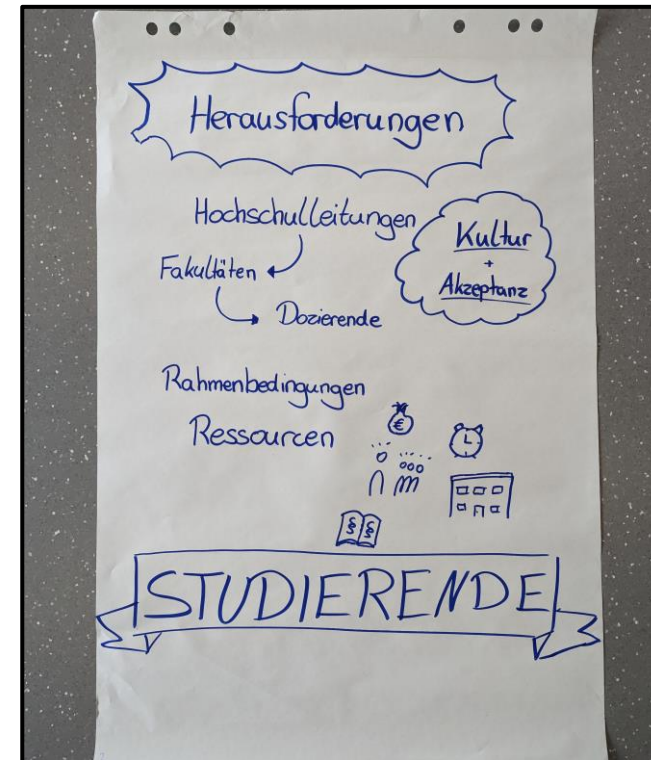 Herausforderungen
Hochschulleitungen
Kultur
+
Akzeptanz
Fakultäten
Dozierende
Rahmenbedingungen
Ressourcen
€
§ §
STUDIERENDE